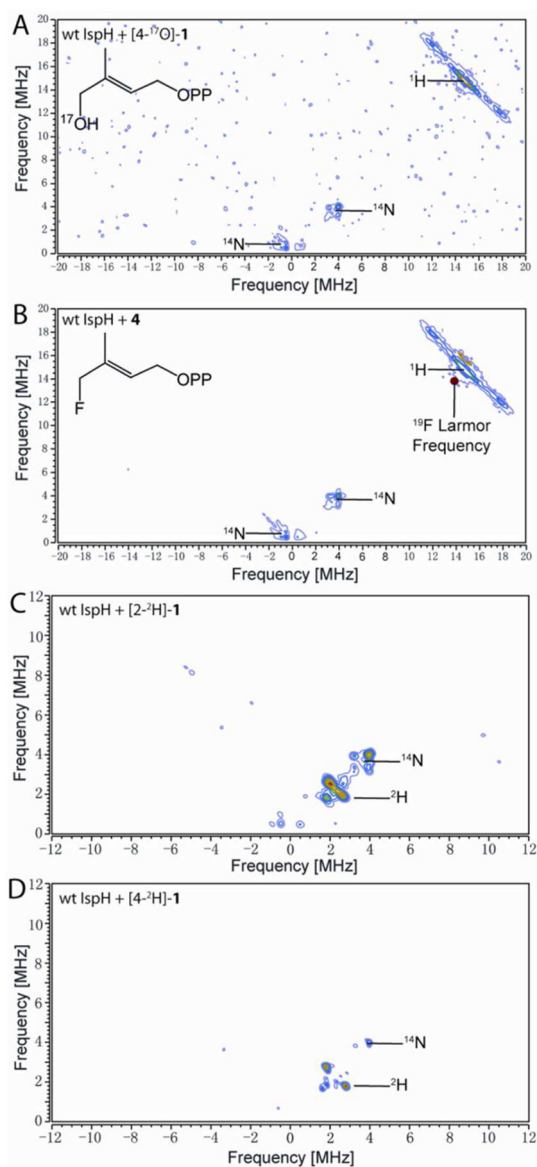 A
wt IspH + [4-¹⁷O]-1
OPP
¹⁷OH
¹H
¹⁴N
¹⁴N
Frequency [MHz]
20
18
16
14
12
10
8
6
4
2
0
-20 -18 -16 -14 -12 -10 -8 -6 -4 -2 0 2 4 6 8 10 12 14 16 18 20
Frequency [MHz]
B
wt IspH + 4
OPP
F
¹H
¹⁹F Larmor
Frequency
¹⁴N
¹⁴N
Frequency [MHz]
20
18
16
14
12
10
8
6
4
2
0
-20 -18 -16 -14 -12 -10 -8 -6 -4 -2 0 2 4 6 8 10 12 14 16 18 20
Frequency [MHz]
C
wt IspH + [2-²H]-1
¹⁴N
²H
Frequency [MHz]
12
10
8
6
4
2
0
-12 -10 -8 -6 -4 -2 0 2 4 6 8 10 12
Frequency [MHz]
D
wt IspH + [4-²H]-1
¹⁴N
²H
Frequency [MHz]
12
10
8
6
4
2
0
-12 -10 -8 -6 -4 -2 0 2 4 6 8 10 12
Frequency [MHz]